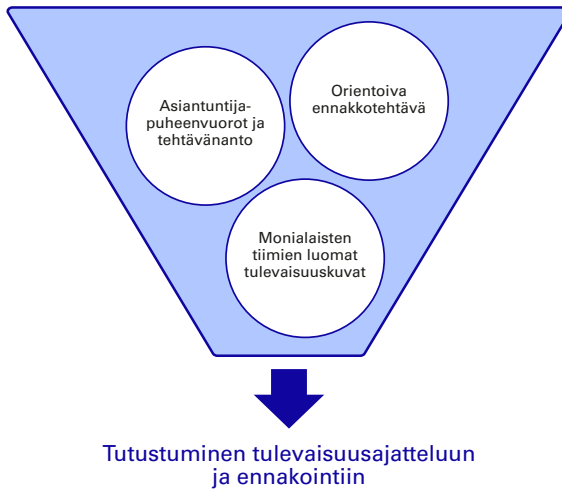 Asiantuntija-
puheenvuorot ja
tehtävänanto
Orientoiva
ennakkotehtävä
Monialaisten
tiimien luomat
tulevaisuuskuvat
Tutustuminen tulevaisuusajatteluun
ja ennakointiin